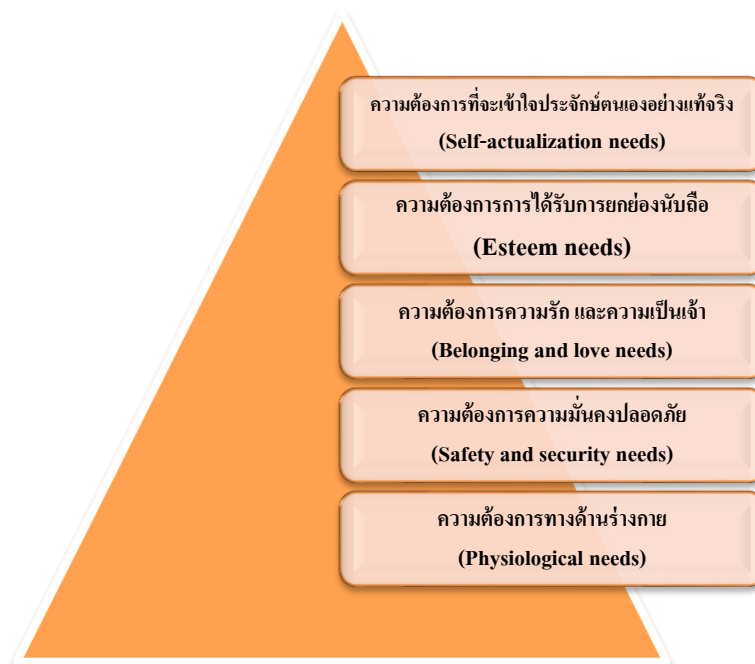 ความต้องการที่จะเข้าใจประจักษ์ตนเองอย่างแท้จริง
(Self-actualization needs)
ความต้องการการได้รับการยกย่องนับถือ
(Esteem needs)
ความต้องการความรัก และความเป็นเจ้า
(Belonging and love needs)
ความต้องการความมั่นคงปลอดภัย
(Safety and security needs)
ความต้องการทางด้านร่างกาย
(Physiological needs)